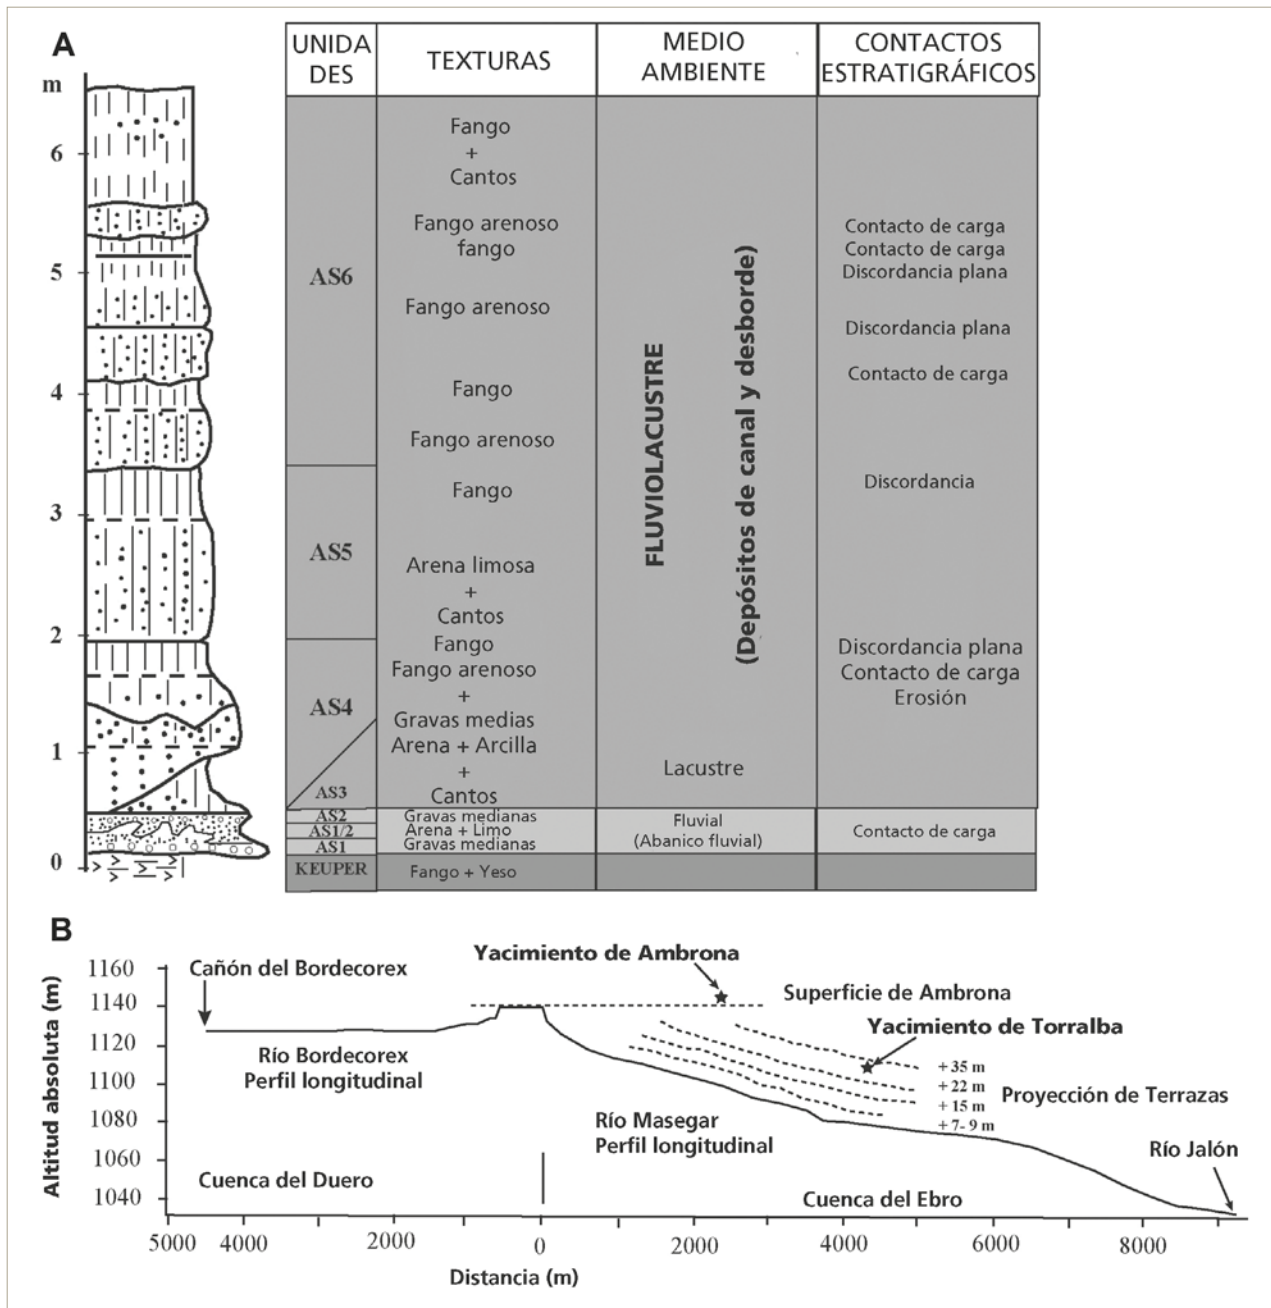 A
m
6
5
4
3
2
1
0
UNIDA
DES
TEXTURAS
MEDIO
AMBIENTE
CONTACTOS
ESTRATIGRÁFICOS
AS6
AS5
AS4
AS3
AS2
AS1/2
AS1
KEUPER
Fango
+
Cantos
Fango arenoso
fango
Fango arenoso
Fango
Fango arenoso
Fango
Arena limosa
+
Cantos
Fango
Fango arenoso
+
Gravas medias
Arena + Arcilla
+
Cantos
Gravas medianas
Arena + Limo
Gravas medianas
Fango + Yeso
FLUVIOLACUSTRE
(Depósitos de canal y desborde)
Lacustre
Fluvial
(Abanico fluvial)
Contacto de carga
Contacto de carga
Discordancia plana
Discordancia plana
Contacto de carga
Discordancia
Discordancia plana
Contacto de carga
Erosión
Contacto de carga
B
Altitud absoluta (m)
1160
1140
1120
1100
1080
1060
1040
Cañón del Bordecorex
Yacimiento de Ambrona
Superficie de Ambrona
Yacimiento de Torralba
Río Bordecorex
Perfil longitudinal
+ 35 m
+ 22 m
+ 15 m
+ 7- 9 m
Proyección de Terrazas
Río Masegar
Perfil longitudinal
Río Jalón
Cuenca del Duero
Cuenca del Ebro
5000 4000 2000 0 2000 4000 6000 8000
Distancia (m)